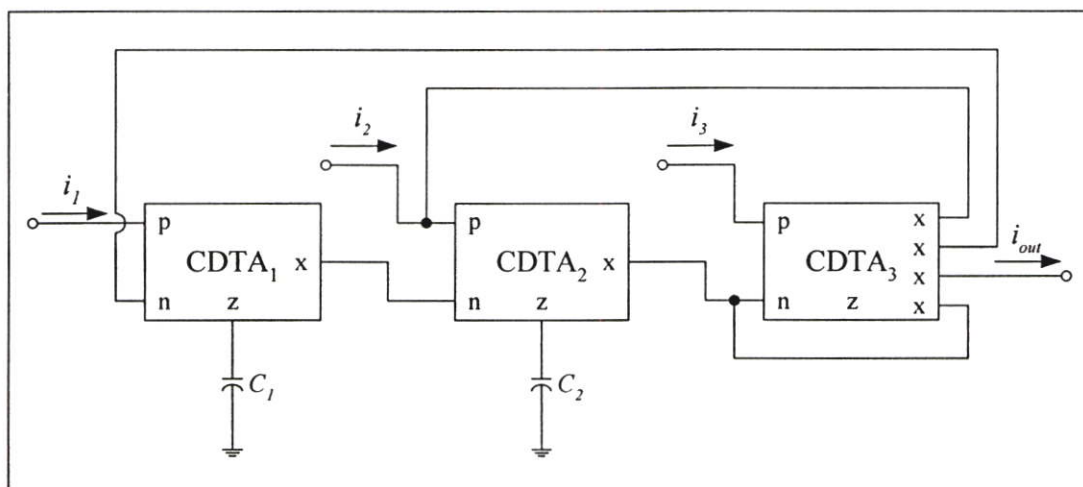 i₁
i₂
i₃
p
CDTA₁
x
n
z
C₁
p
CDTA₂
x
n
z
C₂
p
CDTA₃
n
z
x
x
x
x
i_out